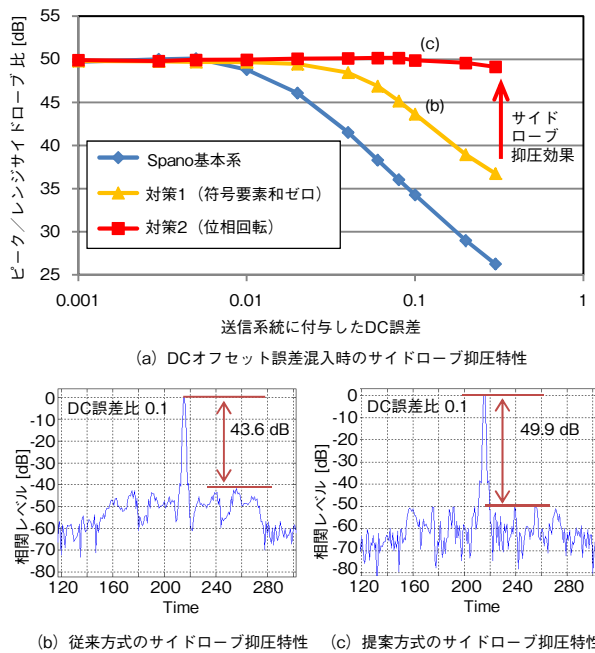 ピーク／レンジサイドローブ 比 [dB]
55
50
45
40
35
30
25
(c)
(b)
サイド
ローブ
抑圧効果
Spano基本系
対策1（符号要素和ゼロ）
対策2（位相回転）
0.001
0.01
0.1
1
送信系統に付与したDC誤差
(a) DCオフセット誤差混入時のサイドローブ抑圧特性
相関レベル [dB]
0
-10
-20
-30
-40
-50
-60
-70
-80
DC誤差比 0.1
43.6 dB
120
160
200
240
280
Time
(b) 従来方式のサイドローブ抑圧特性
相関レベル [dB]
0
-10
-20
-30
-40
-50
-60
-70
-80
DC誤差比 0.1
49.9 dB
120
160
200
240
280
Time
(c) 提案方式のサイドローブ抑圧特性